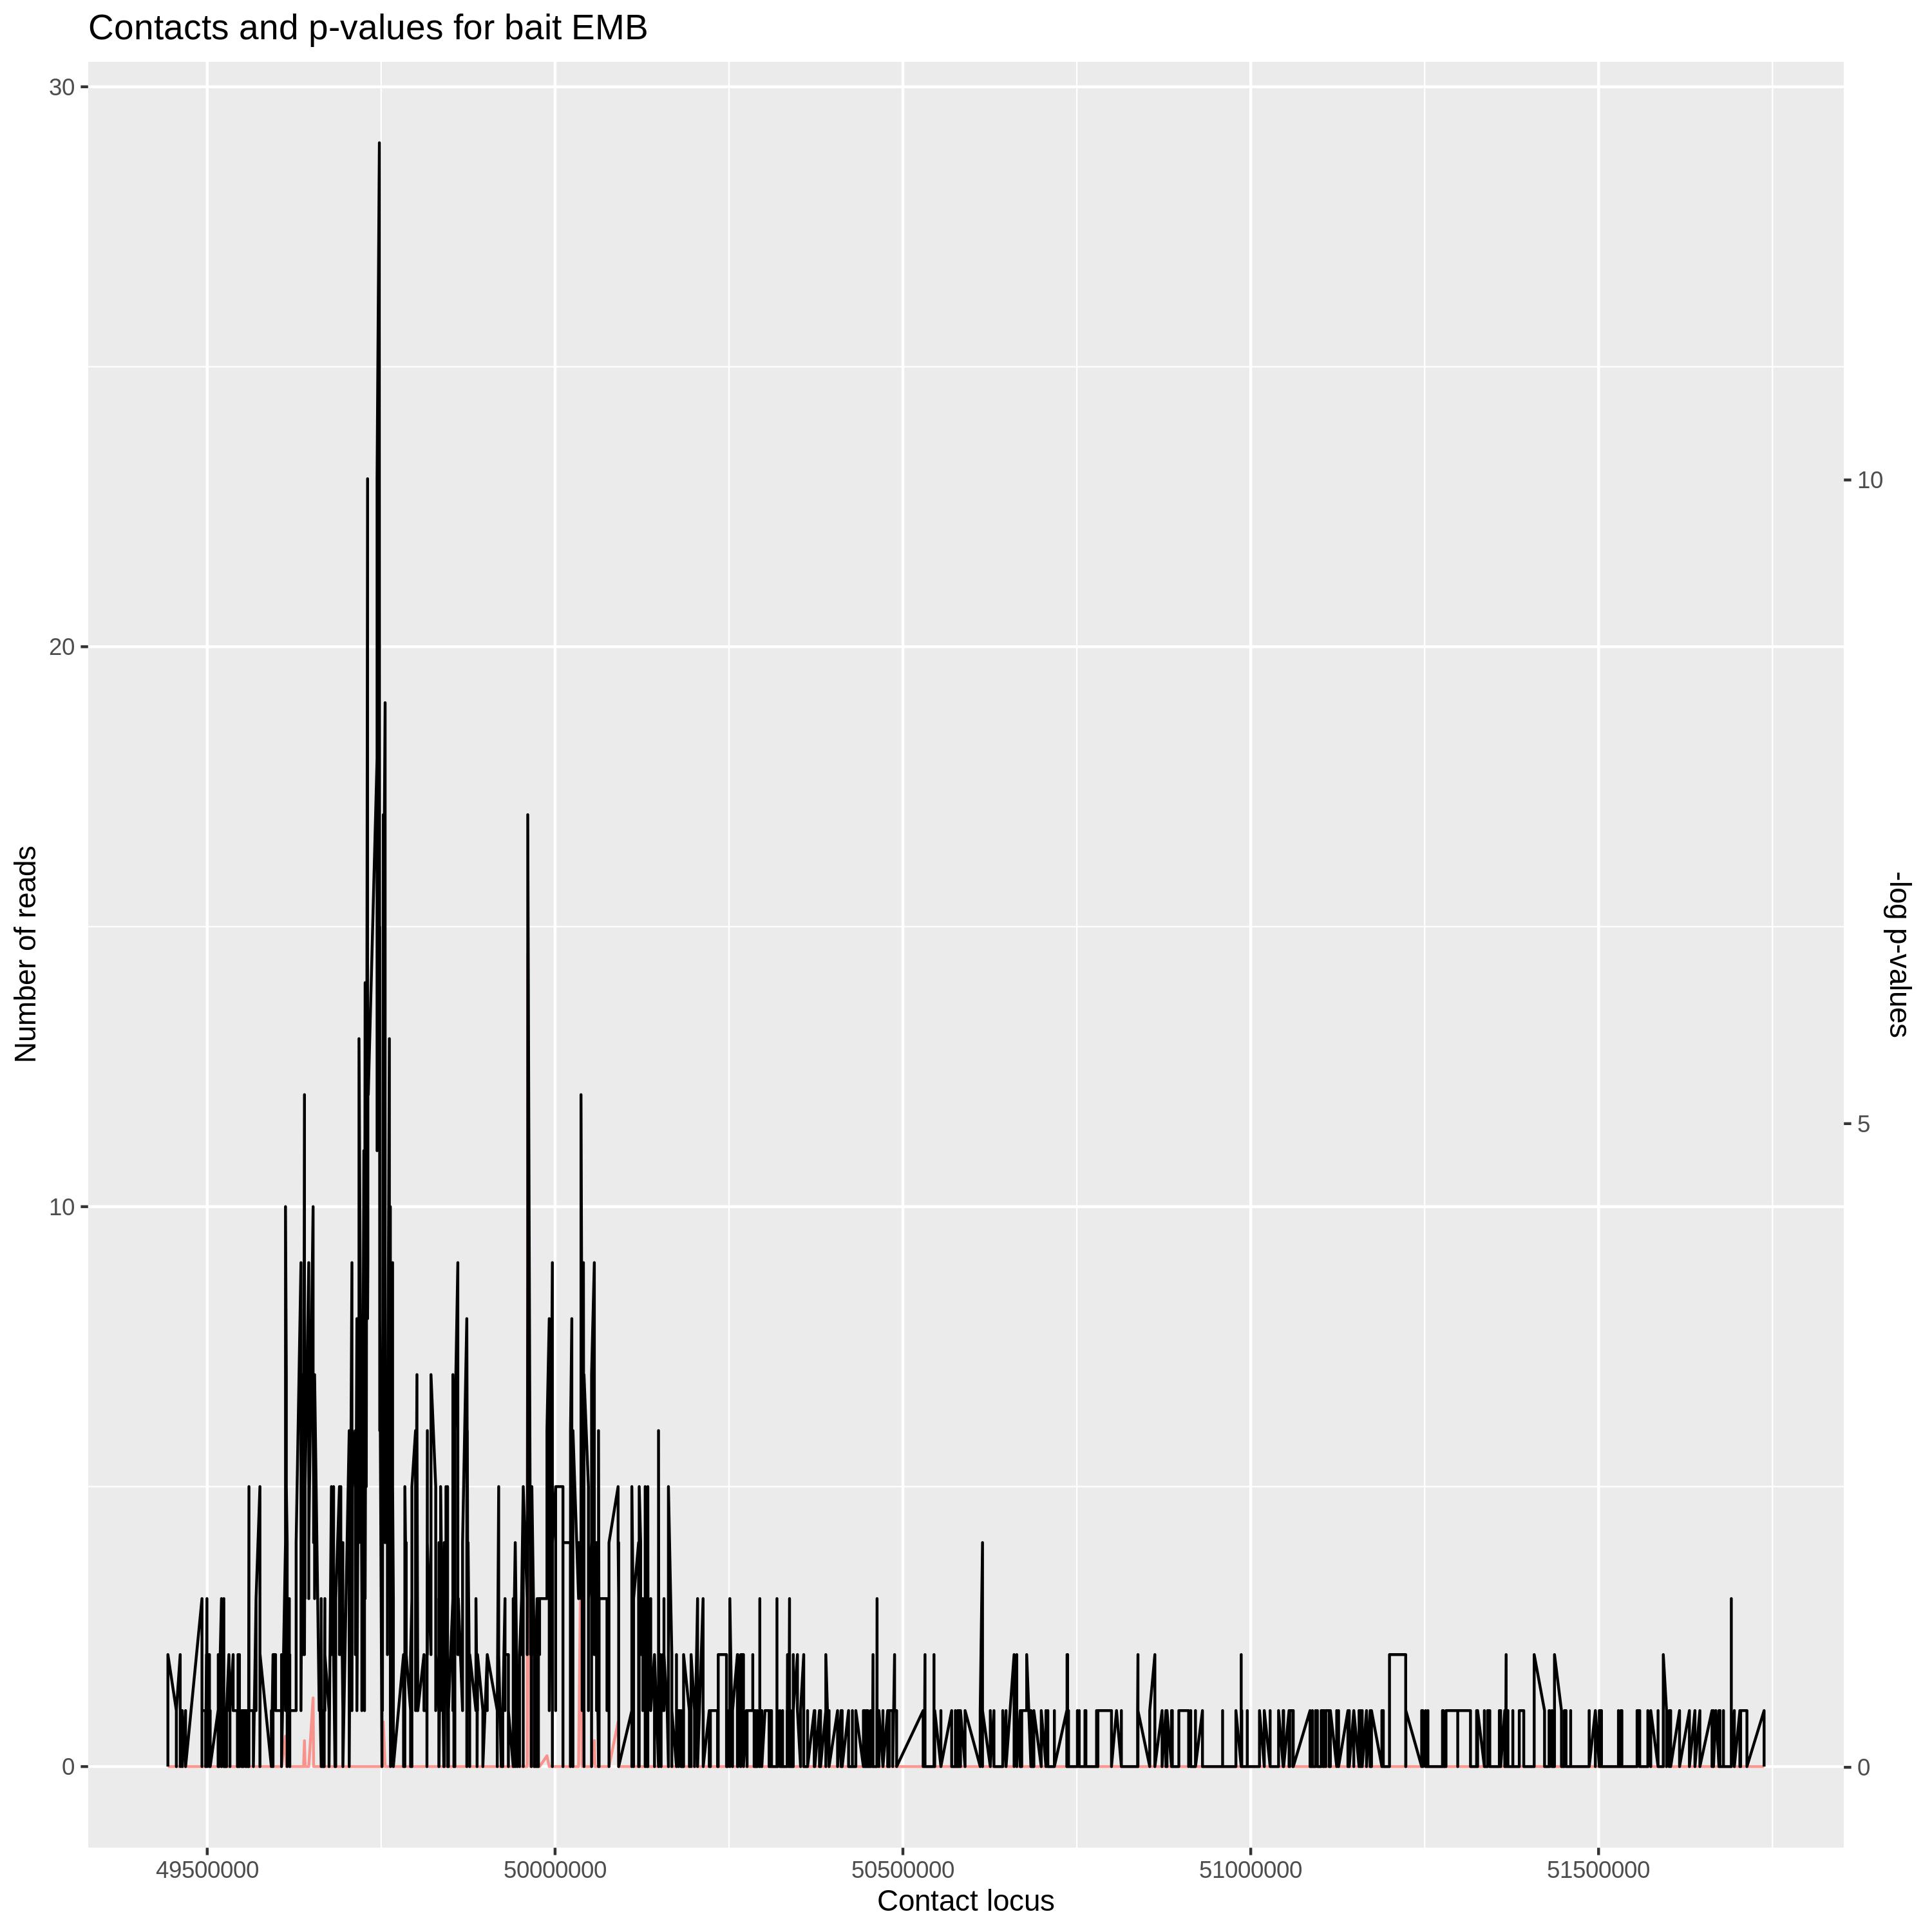 Contacts and p-values for bait EMB
30
20
10
0
Number of reads
10
5
0
-log p-values
49500000 50000000 50500000 51000000 51500000
Contact locus